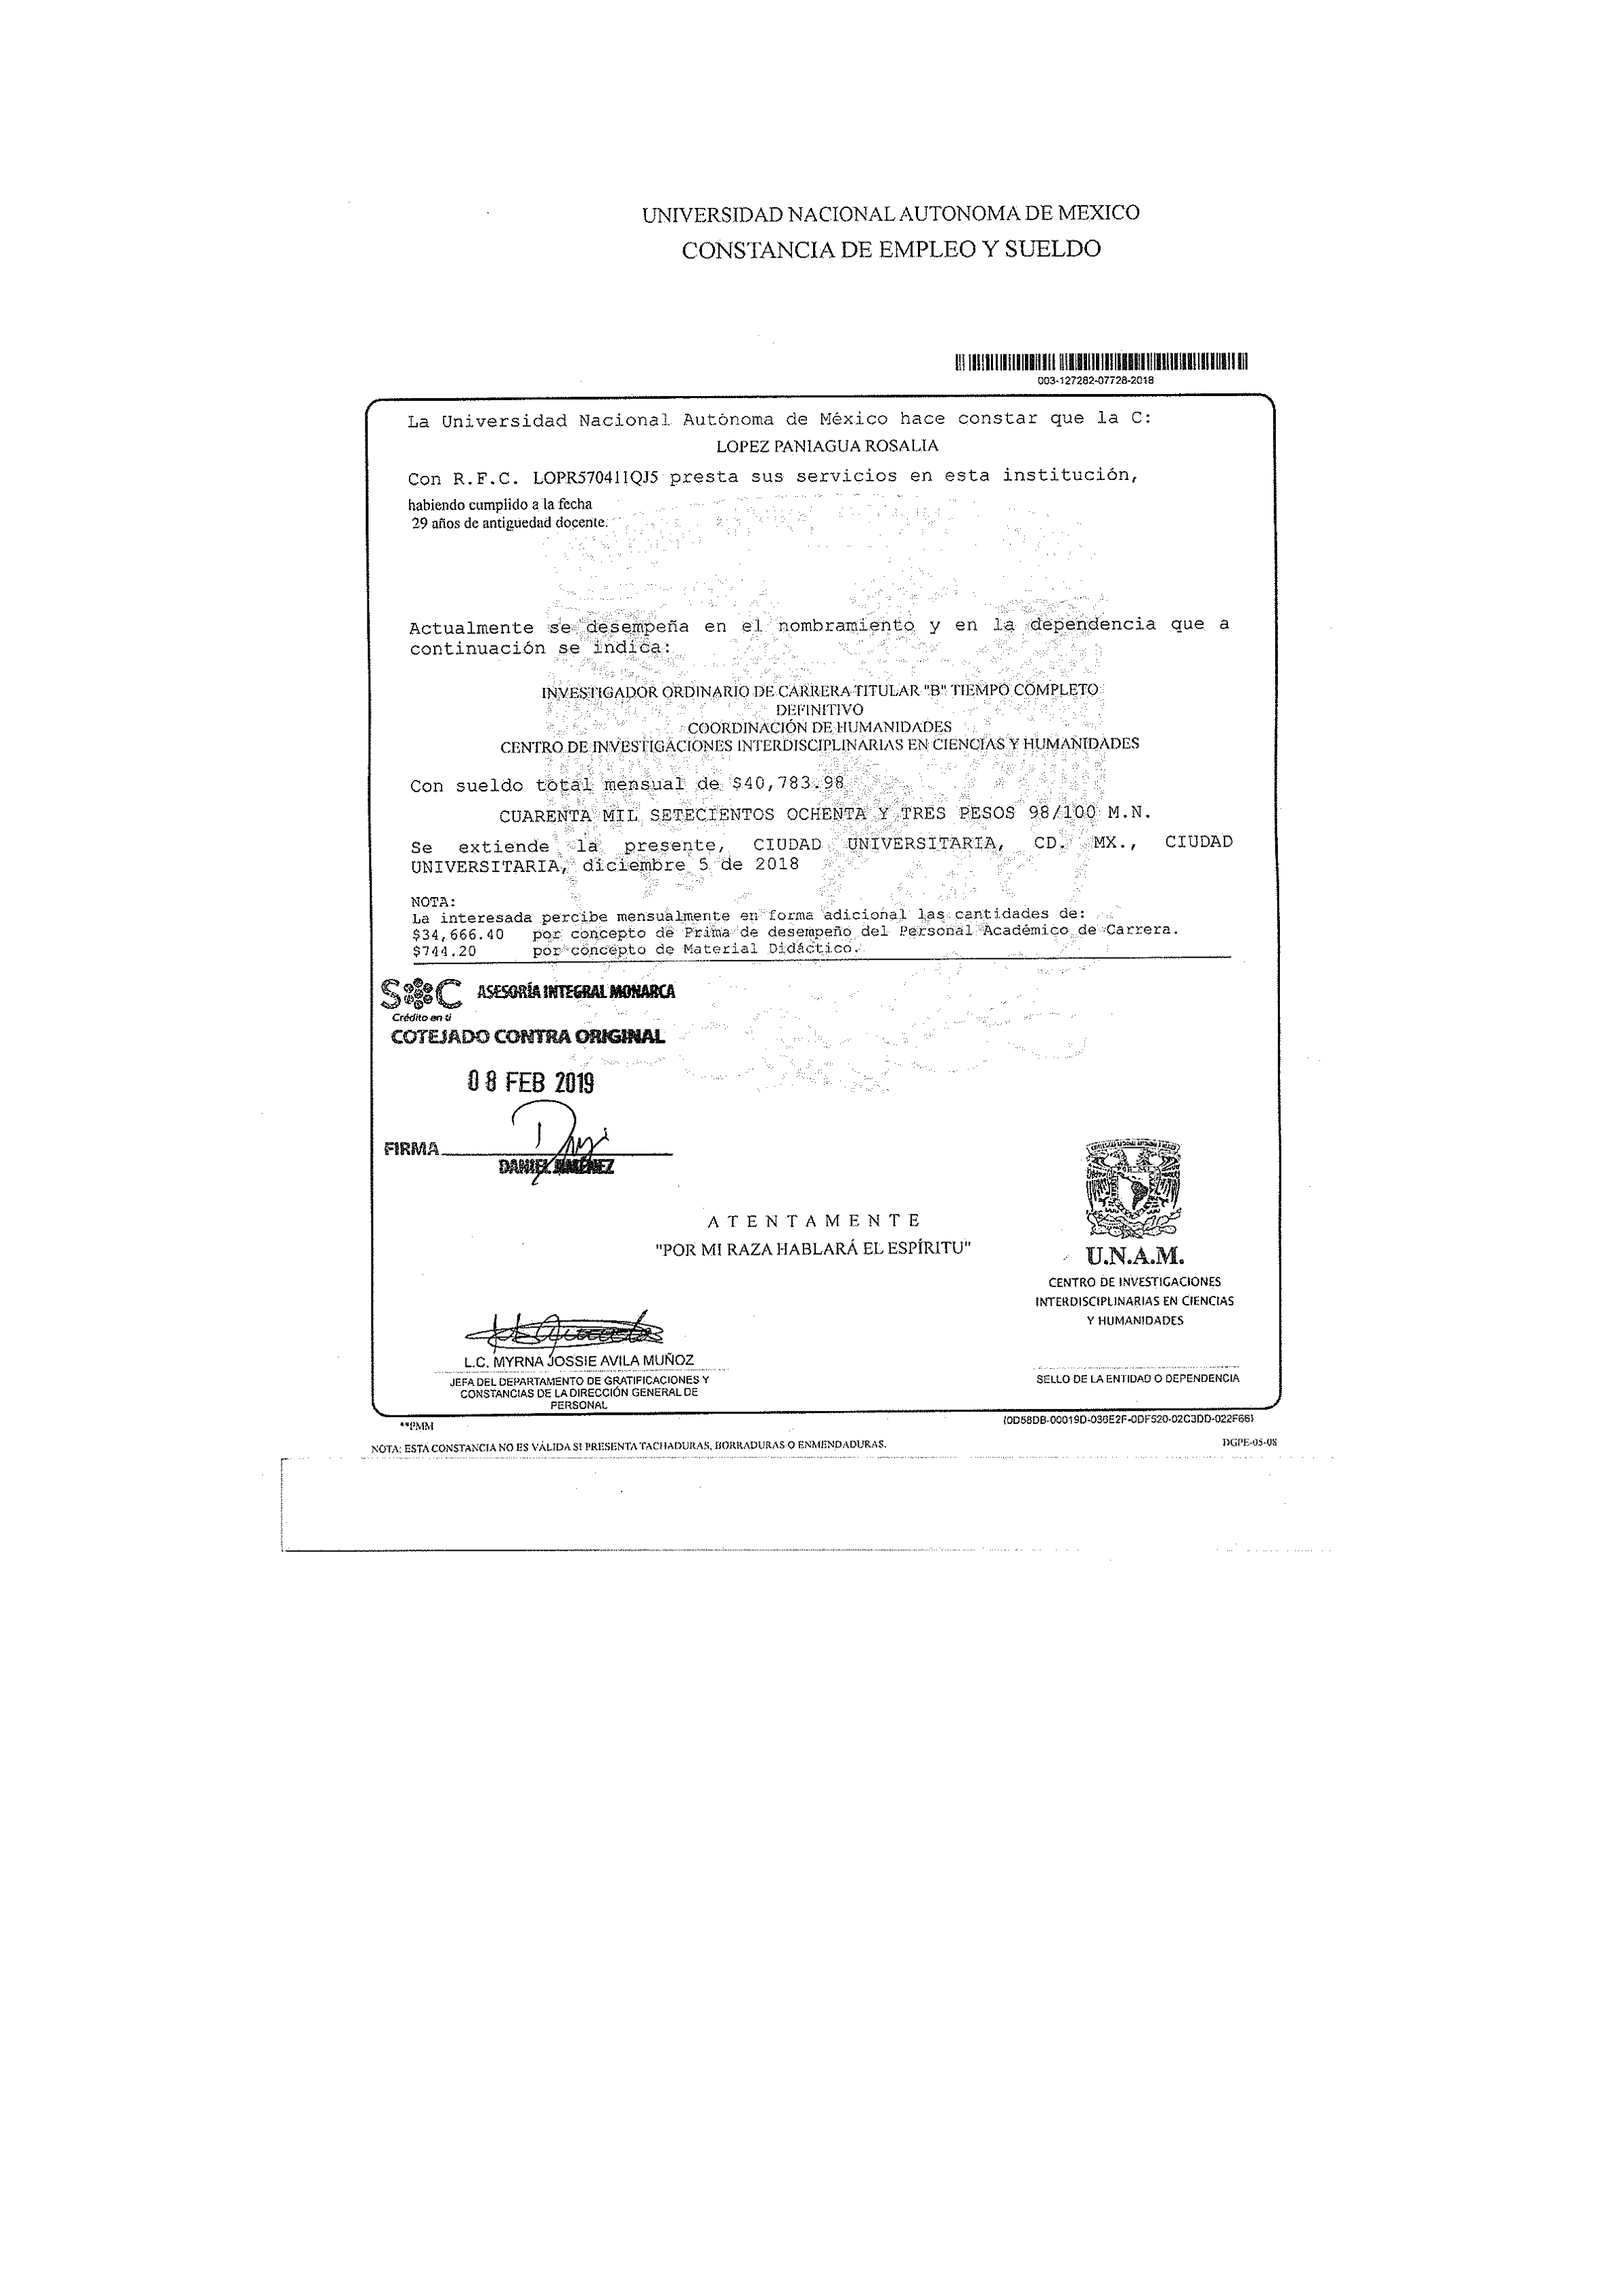 UNIVERSIDAD NACIONAL AUTONOMA DE MEXICO
CONSTANCIA DE EMPLEO Y SUELDO
003-127282-07728-2018
La Universidad Nacional Autónoma de México hace constar que la C:
LOPEZ PANIAGUA ROSALIA
Con R.F.C. LOPR570411QJ5 presta sus servicios en esta institución,
habiendo cumplido a la fecha
29 años de antiguedad docente.
Actualmente se desempeña en el nombramiento y en la dependencia que a
continuación se indica:
INVESTIGADOR ORDINARIO DE CARRERA TITULAR "B" TIEMPO COMPLETO
DEFINITIVO
COORDINACIÓN DE HUMANIDADES
CENTRO DE INVESTIGACIONES INTERDISCIPLINARIAS EN CIENCIAS Y HUMANIDADES
Con sueldo total mensual de $40,783.98
CUARENTA MIL SETECIENTOS OCHENTA Y TRES PESOS 98/100 M.N.
Se extiende la presente, CIUDAD UNIVERSITARIA, CD. MX., CIUDAD
UNIVERSITARIA, diciembre 5 de 2018
NOTA:
La interesada percibe mensualmente en forma adicional las cantidades de:
$34,666.40 por concepto de Prima de desempeño del Personal Académico de Carrera.
$744.20 por concepto de Material Didáctico.
SOC ASESORÍA INTEGRAL MONARCA
Crédito en ti
COTEJADO CONTRA ORIGINAL
08 FEB 2019
FIRMA
DANIEL JIMÉNEZ
ATENTAMENTE
"POR MI RAZA HABLARÁ EL ESPÍRITU"
U.N.A.M.
CENTRO DE INVESTIGACIONES
INTERDISCIPLINARIAS EN CIENCIAS
Y HUMANIDADES
L.C. MYRNA JOSSIE AVILA MUÑOZ
JEFA DEL DEPARTAMENTO DE GRATIFICACIONES Y
CONSTANCIAS DE LA DIRECCIÓN GENERAL DE
PERSONAL
SELLO DE LA ENTIDAD O DEPENDENCIA
**PMM
(0D58DB-00019D-036E2F-0DF520-02C3DD-022F66)
NOTA: ESTA CONSTANCIA NO ES VÁLIDA SI PRESENTA TACHADURAS, BORRADURAS O ENMENDADURAS.
DGPE-05-08